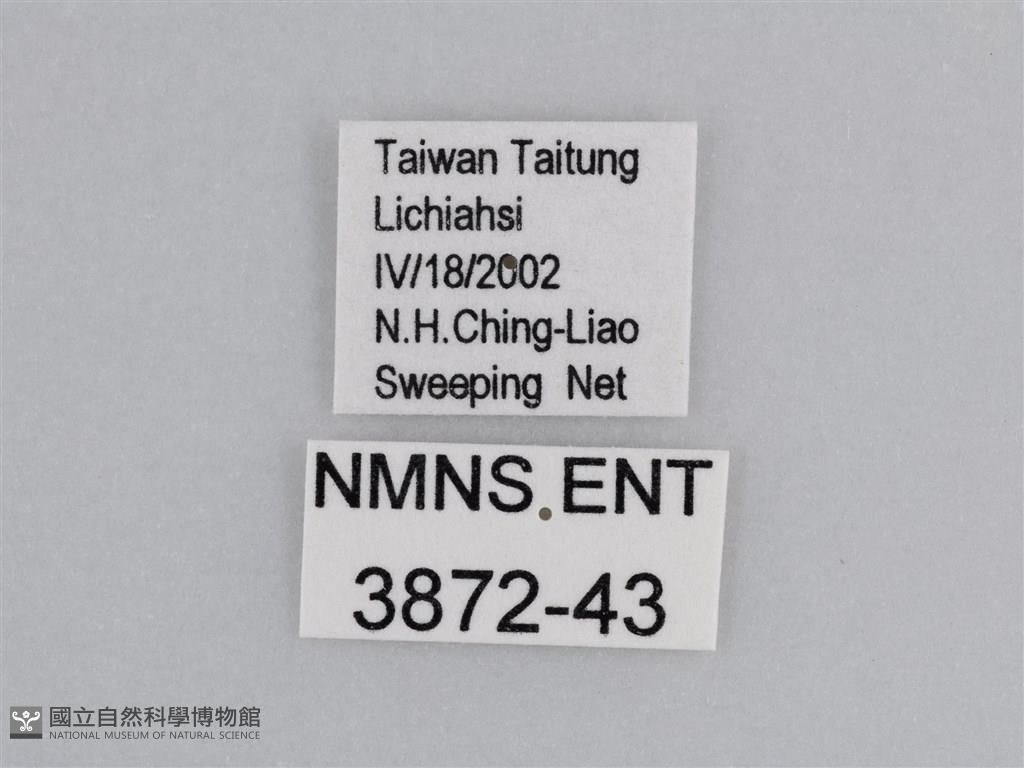 Taiwan Taitung
Lichiahsi
IV/18/2002
N.H.Ching-Liao
Sweeping Net
NMNS ENT
3872-43
國立自然科學博物館
NATIONAL MUSEUM OF NATURAL SCIENCE